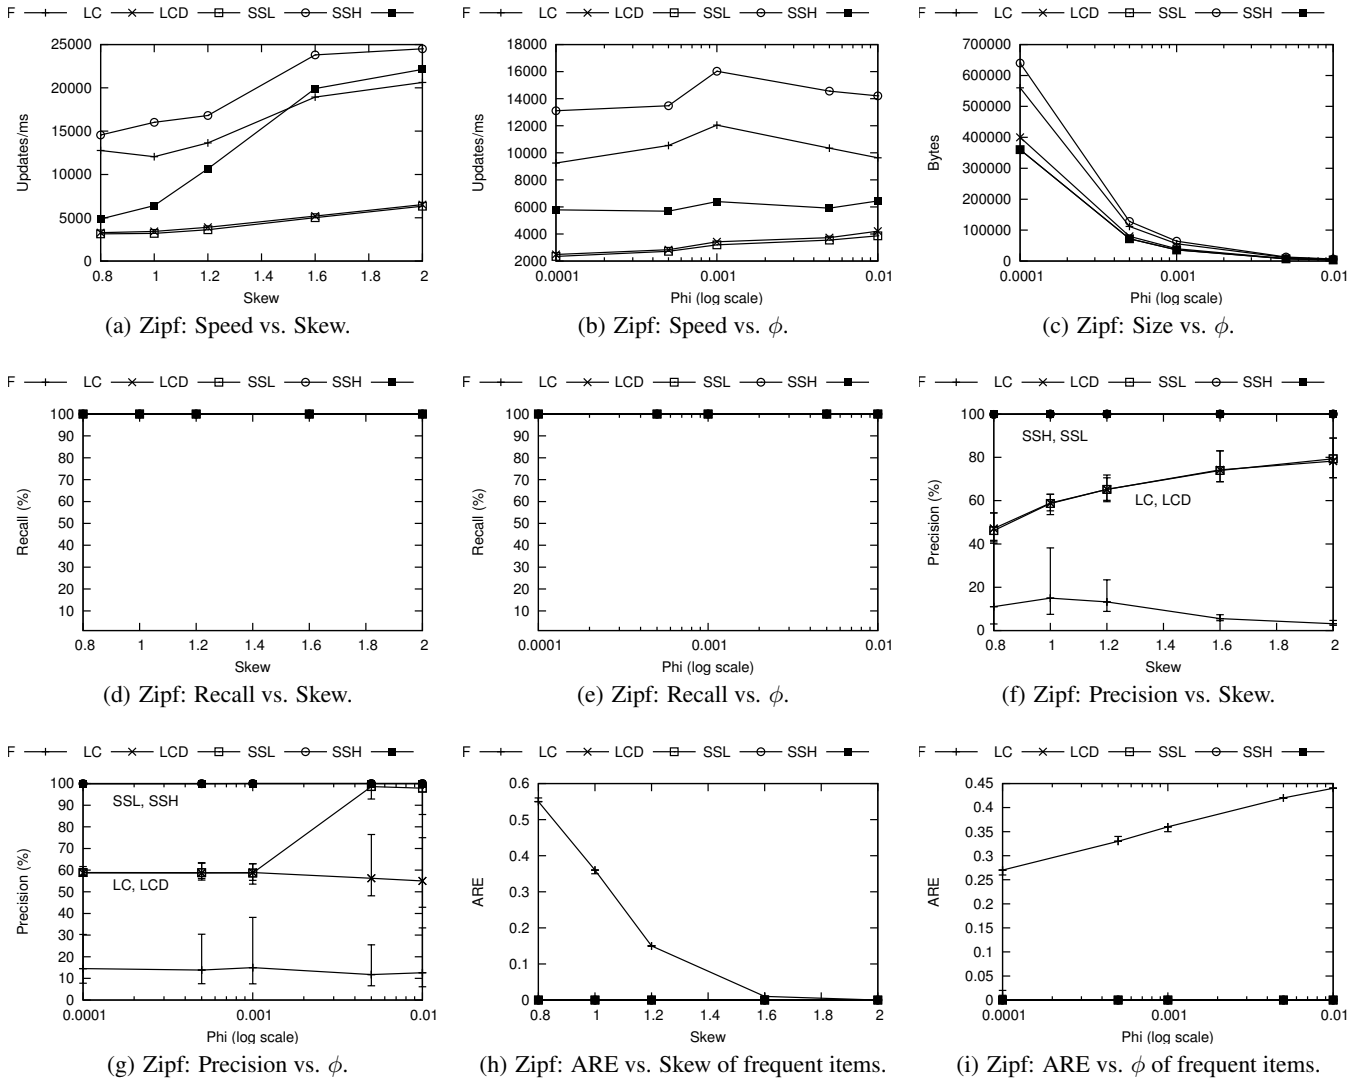 F LC LCD SSL SSH
25000
20000
15000
10000
5000
0
Updates/ms
0.8 1 1.2 1.4 1.6 1.8 2
Skew
(a) Zipf: Speed vs. Skew.
F LC LCD SSL SSH
18000
16000
14000
12000
10000
8000
6000
4000
2000
Updates/ms
0.0001 0.001 0.01
Phi (log scale)
(b) Zipf: Speed vs. ϕ.
F LC LCD SSL SSH
700000
600000
500000
400000
300000
200000
100000
0
Bytes
0.0001 0.001 0.01
Phi (log scale)
(c) Zipf: Size vs. ϕ.
F LC LCD SSL SSH
100
90
80
70
60
50
40
30
20
10
Recall (%)
0.8 1 1.2 1.4 1.6 1.8 2
Skew
(d) Zipf: Recall vs. Skew.
F LC LCD SSL SSH
100
90
80
70
60
50
40
30
20
10
Recall (%)
0.0001 0.001 0.01
Phi (log scale)
(e) Zipf: Recall vs. ϕ.
F LC LCD SSL SSH
100
80
60
40
20
0
Precision (%)
SSH, SSL
LC, LCD
0.8 1 1.2 1.4 1.6 1.8 2
Skew
(f) Zipf: Precision vs. Skew.
F LC LCD SSL SSH
100
90
80
70
60
50
40
30
20
10
0
Precision (%)
SSL, SSH
LC, LCD
0.0001 0.001 0.01
Phi (log scale)
(g) Zipf: Precision vs. ϕ.
F LC LCD SSL SSH
0.6
0.5
0.4
0.3
0.2
0.1
0
ARE
0.8 1 1.2 1.4 1.6 1.8 2
Skew
(h) Zipf: ARE vs. Skew of frequent items.
F LC LCD SSL SSH
0.45
0.4
0.35
0.3
0.25
0.2
0.15
0.1
0.05
0
ARE
0.0001 0.001 0.01
Phi (log scale)
(i) Zipf: ARE vs. ϕ of frequent items.